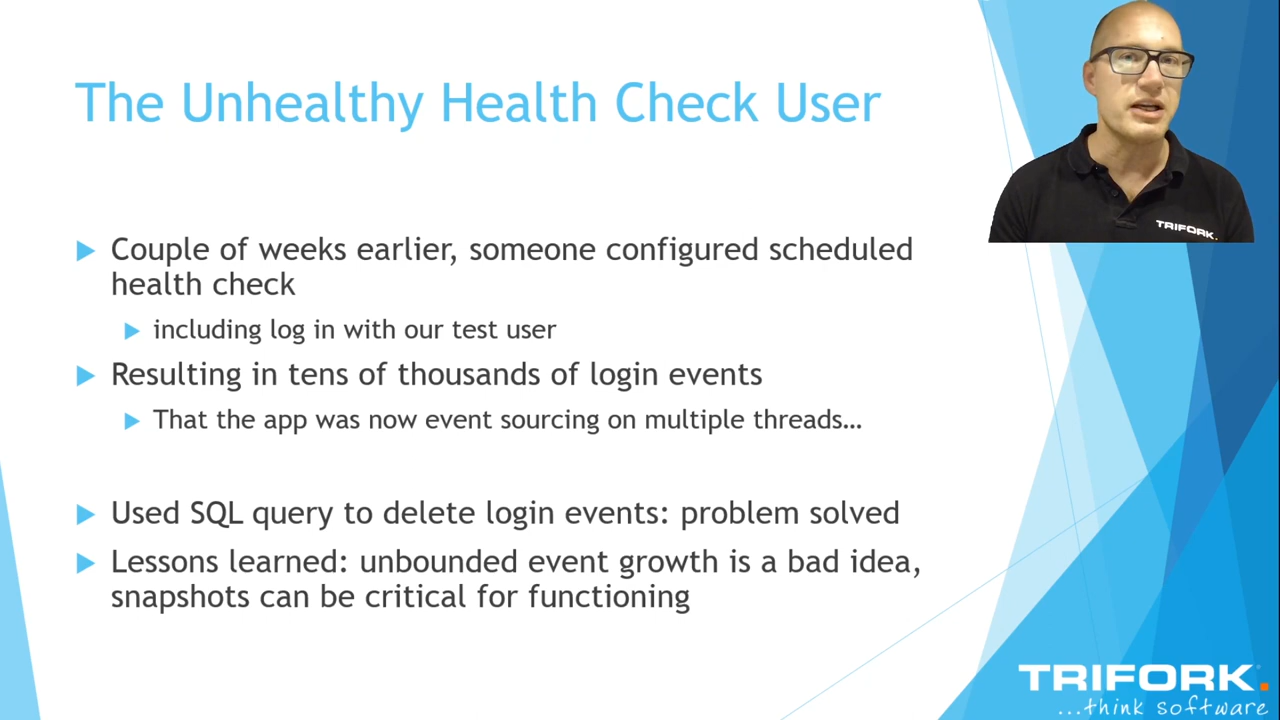 The Unhealthy Health Check User
Couple of weeks earlier, someone configured scheduled
health check
including log in with our test user
Resulting in tens of thousands of login events
That the app was now event sourcing on multiple threads…
Used SQL query to delete login events: problem solved
Lessons learned: unbounded event growth is a bad idea,
snapshots can be critical for functioning
TRIFORK.
TRIFORK.
...think software